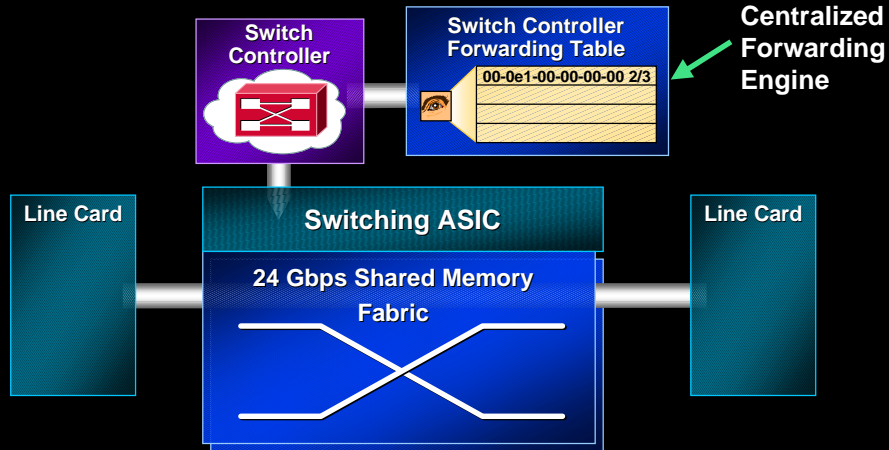 Switch
Controller
Switch Controller
Forwarding Table
00-0e1-00-00-00-00 2/3
Centralized
Forwarding
Engine
Line Card
Switching ASIC
24 Gbps Shared Memory
Fabric
Line Card